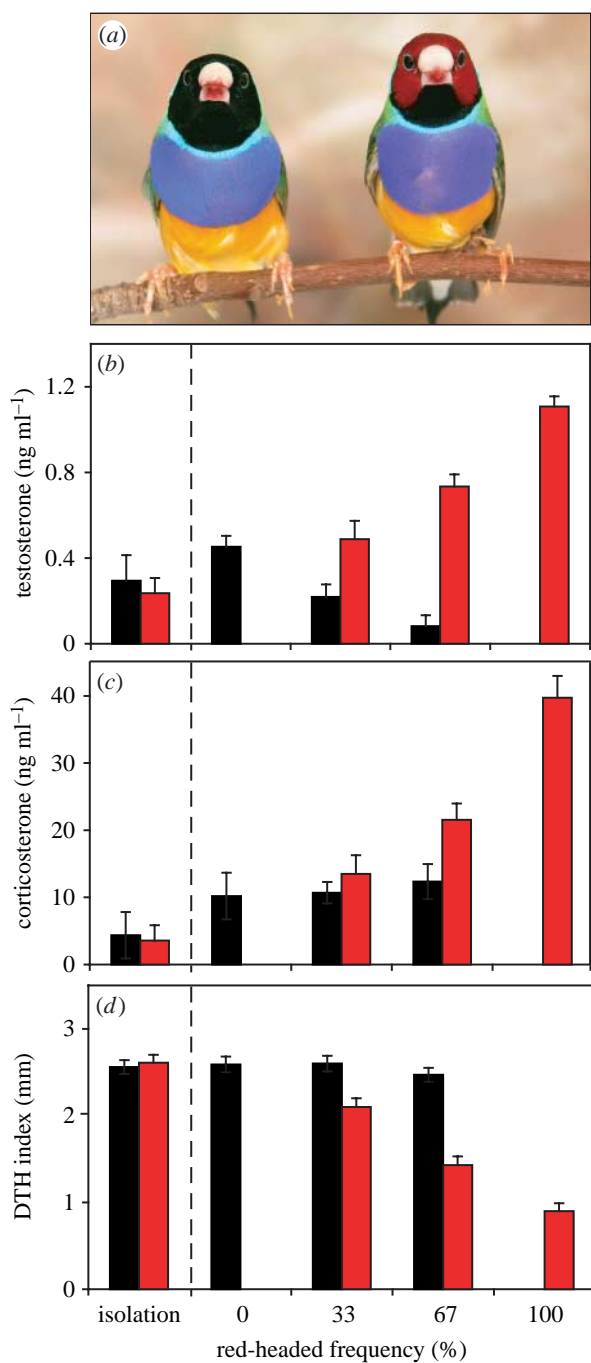 (a)
(b)
1.2
0.8
0.4
0
testosterone (ng ml⁻¹)
(c)
40
30
20
10
0
corticosterone (ng ml⁻¹)
(d)
3
2
1
0
DTH index (mm)
isolation 0 33 67 100
red-headed frequency (%)